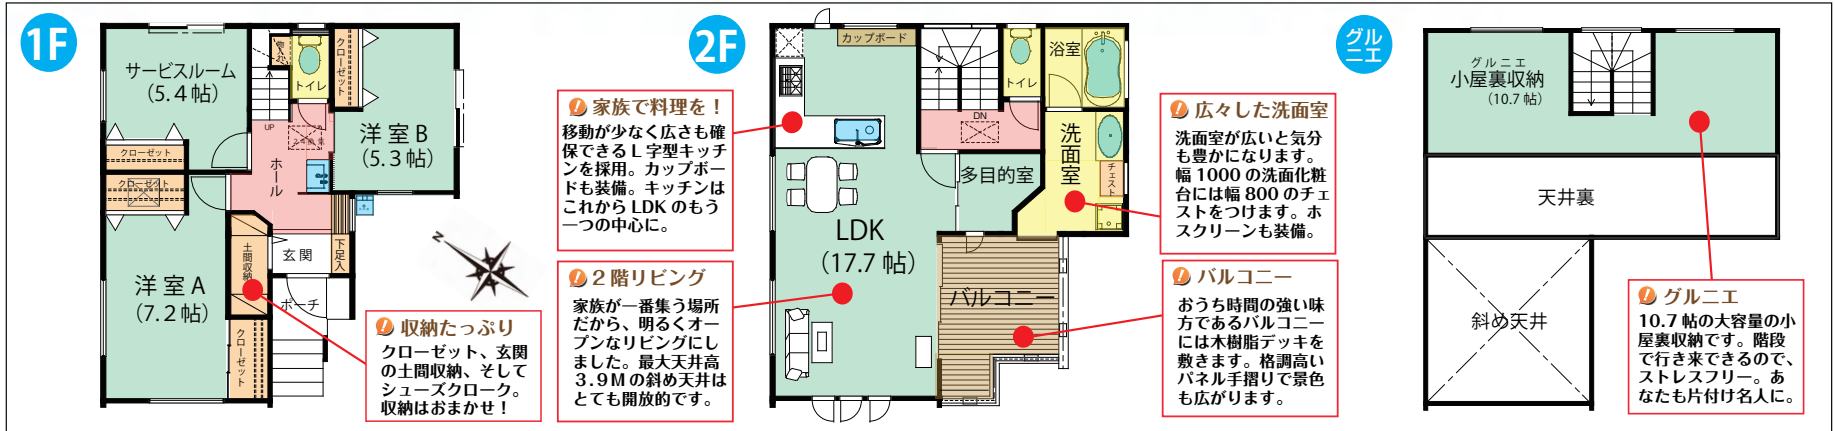 1F
サービスルーム
(5.4帖)
クローゼット
クローゼット
トイレ
クローゼット
洋室B
(5.3帖)
UP
ホール
クローゼット
洋室A
(7.2帖)
土間収納
玄関
下足入
ポーチ
クローゼット
N
収納たっぷり
クローゼット、玄関
の土間収納、そして
シューズクローク。
収納はおまかせ！
2F
カップボード
トイレ
浴室
DN
洗面室
チェスト
多目的室
LDK
(17.7帖)
バルコニー
家族で料理を！
移動が少なく広さも確
保できるL字型キッチ
ンを採用。カップボー
ドも装備。キッチンは
これからLDKのもう
一つの中心に。
2階リビング
家族が一番集う場所
だから、明るくオー
プンなリビングにし
ました。最大天井高
3.9Mの斜め天井は
とても開放的です。
広々した洗面室
洗面室が広いと気分
も豊かになります。
幅1000の洗面化粧
台には幅800のチェ
ストをつけます。ホ
スクリーンも装備。
バルコニー
おうち時間の強い味
方であるバルコニー
には木樹脂デッキを
敷きます。格調高い
パネル手摺りで景色
も広がります。
グル
ニエ
グルニエ
小屋裏収納
(10.7帖)
天井裏
斜め天井
グルニエ
10.7帖の大容量の小
屋裏収納です。階段
で行き来できるので、
ストレスフリー。あ
なたも片付け名人に。